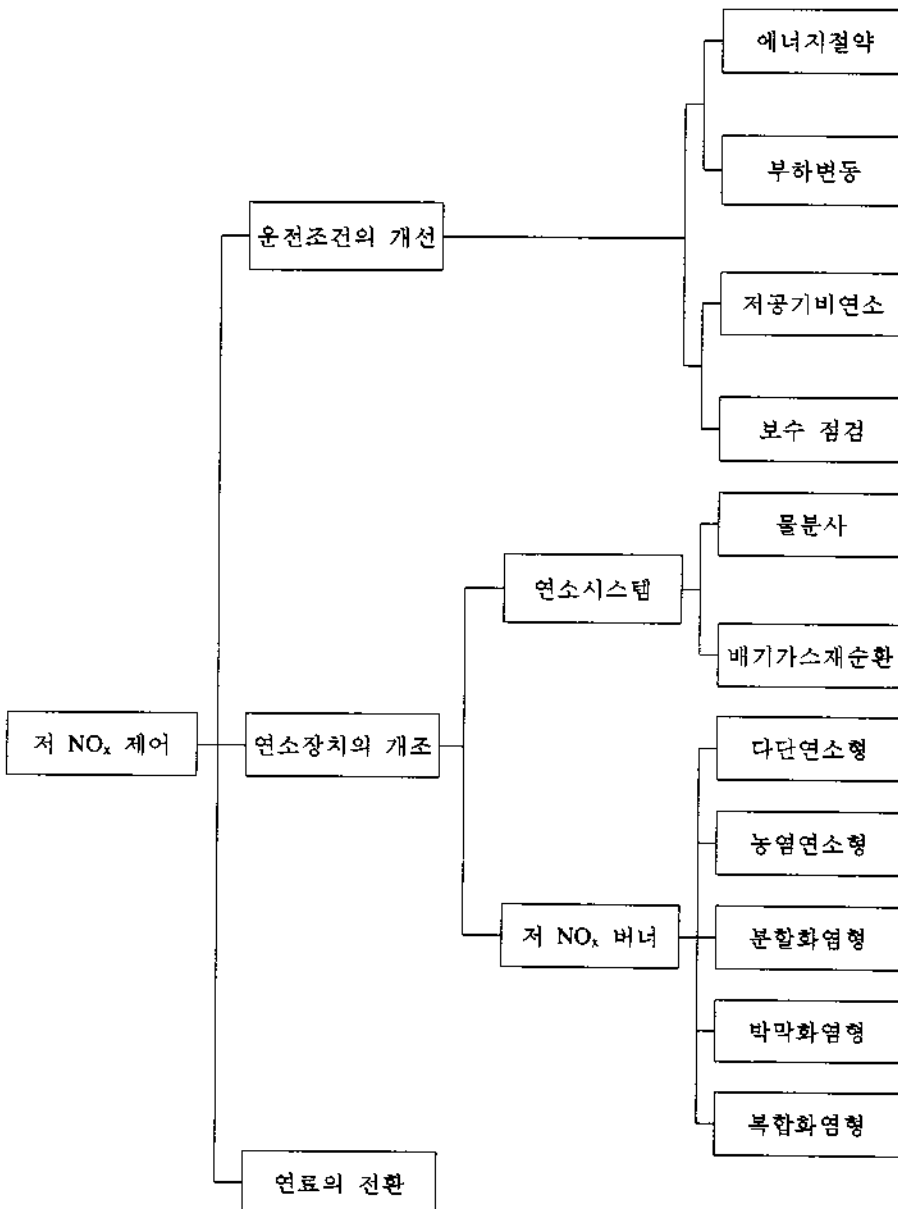 에너지절약
부하변동
운전조건의 개선
저공기비연소
보수 점검
물분사
연소시스템
배기가스재순환
저 NOx 제어
연소장치의 개조
다단연소형
농염연소형
저 NOx 버너
분할화염형
박막화염형
복합화염형
연료의 전환